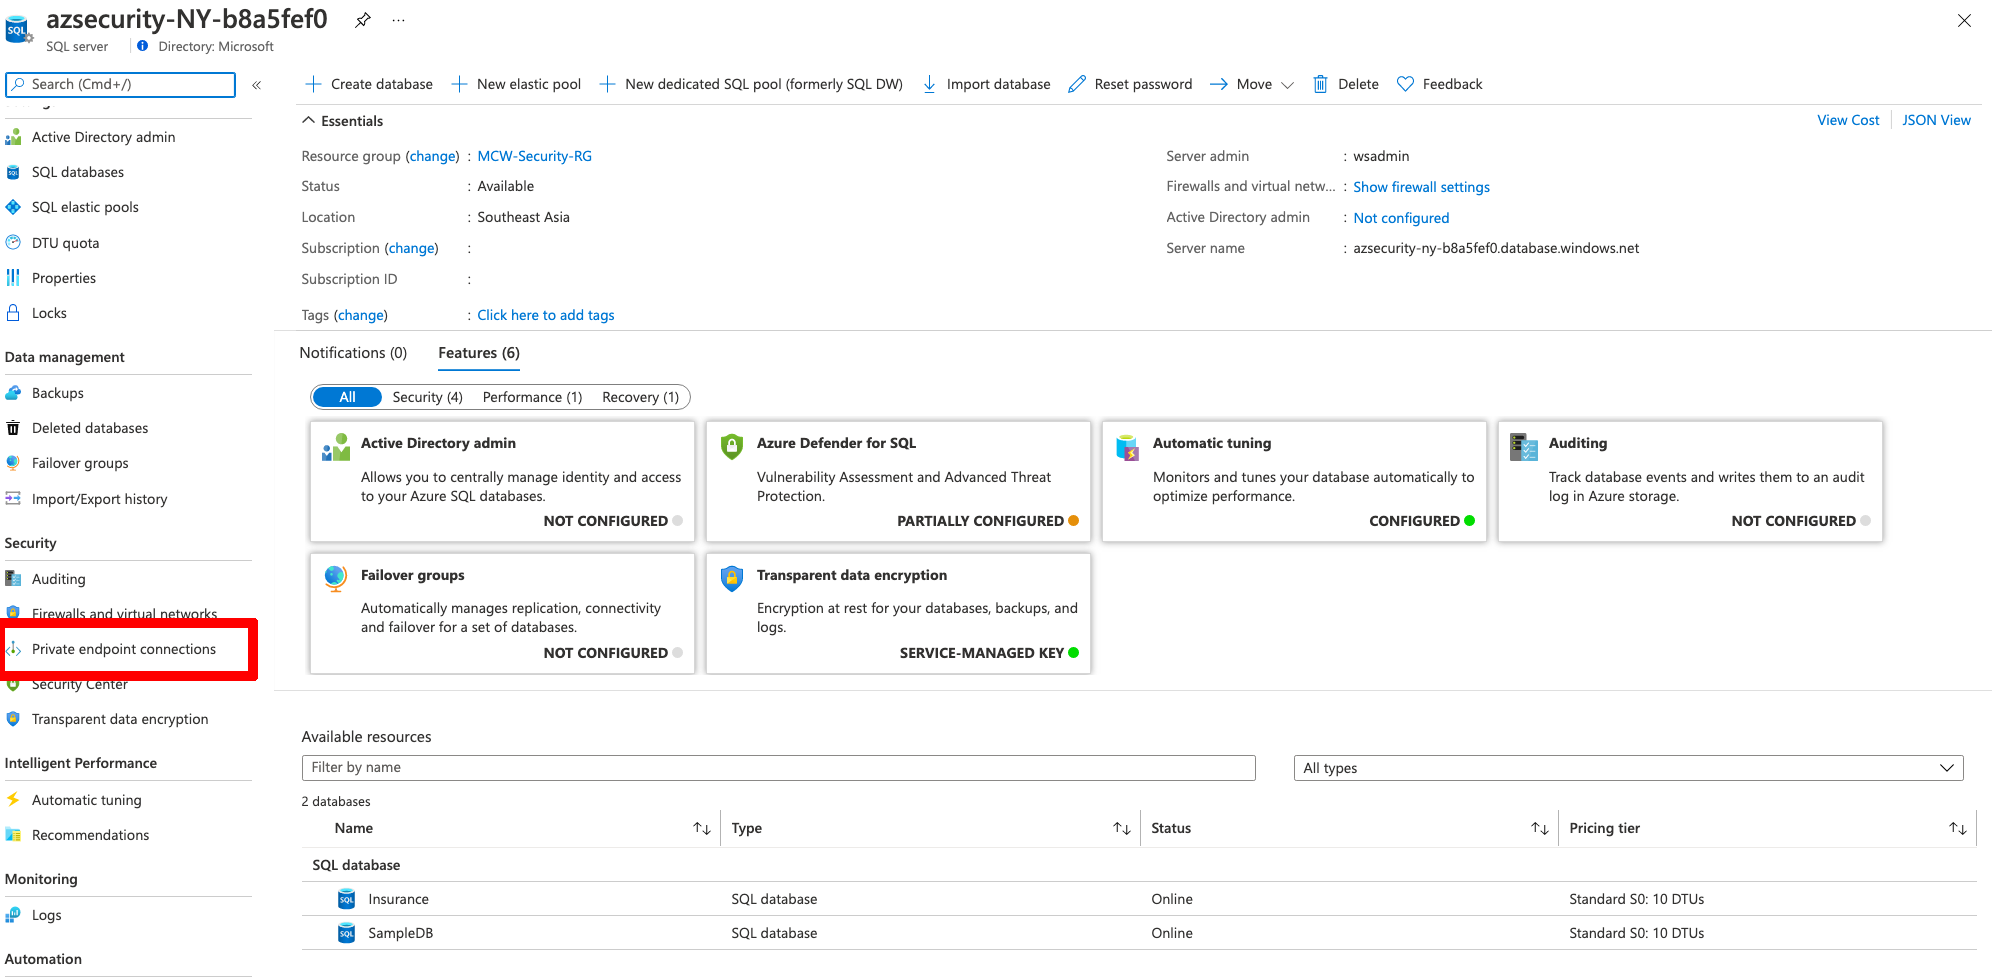 azsecurity-NY-b8a5fef0
SQL server
Directory: Microsoft
Search (Cmd+/)
Active Directory admin
SQL databases
SQL elastic pools
DTU quota
Properties
Locks
Data management
Backups
Deleted databases
Failover groups
Import/Export history
Security
Auditing
Firewalls and virtual networks
Private endpoint connections
Security Center
Transparent data encryption
Intelligent Performance
Automatic tuning
Recommendations
Monitoring
Logs
Automation
Create database
New elastic pool
New dedicated SQL pool (formerly SQL DW)
Import database
Reset password
Move
Delete
Feedback
Essentials
View Cost
JSON View
Resource group (change) : MCW-Security-RG
Status : Available
Location : Southeast Asia
Subscription (change) :
Subscription ID :
Tags (change) : Click here to add tags
Server admin : wsadmin
Firewalls and virtual netw... : Show firewall settings
Active Directory admin : Not configured
Server name : azsecurity-ny-b8a5fef0.database.windows.net
Notifications (0)
Features (6)
All
Security (4)
Performance (1)
Recovery (1)
Active Directory admin
Allows you to centrally manage identity and access
to your Azure SQL databases.
NOT CONFIGURED
Azure Defender for SQL
Vulnerability Assessment and Advanced Threat
Protection.
PARTIALLY CONFIGURED
Automatic tuning
Monitors and tunes your database automatically to
optimize performance.
CONFIGURED
Auditing
Track database events and writes them to an audit
log in Azure storage.
NOT CONFIGURED
Failover groups
Automatically manages replication, connectivity
and failover for a set of databases.
NOT CONFIGURED
Transparent data encryption
Encryption at rest for your databases, backups, and
logs.
SERVICE-MANAGED KEY
Available resources
Filter by name
All types
2 databases
Name Type Status Pricing tier
SQL database
Insurance SQL database Online Standard S0: 10 DTUs
SampleDB SQL database Online Standard S0: 10 DTUs